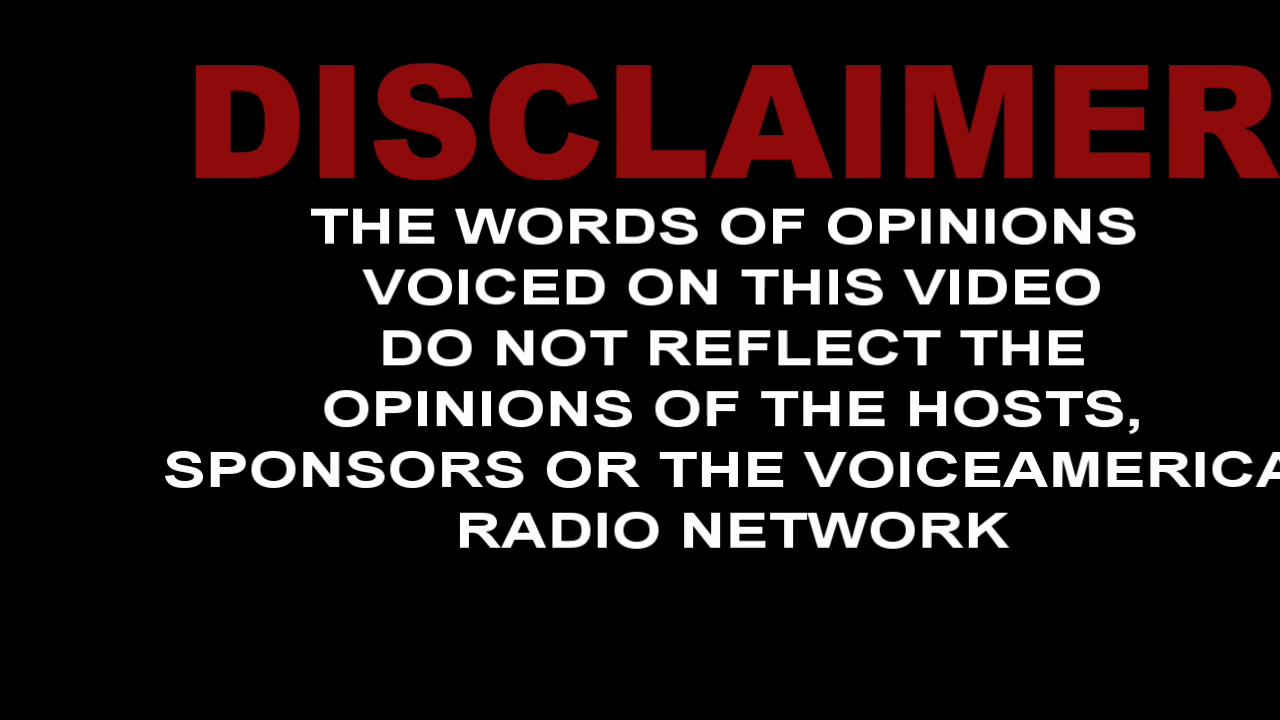 DISCLAIMER
THE WORDS OF OPINIONS
VOICED ON THIS VIDEO
DO NOT REFLECT THE
OPINIONS OF THE HOSTS,
SPONSORS OR THE VOICEAMERICA
RADIO NETWORK